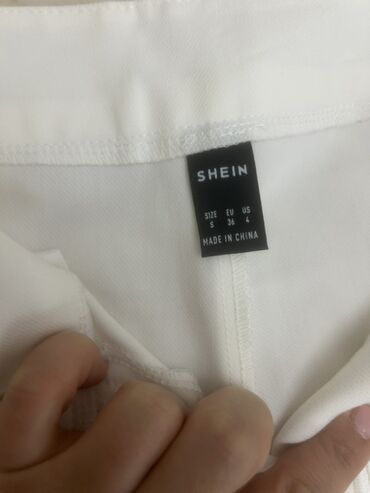 SHEIN
SIZE EU US
S 36 4
MADE IN CHINA